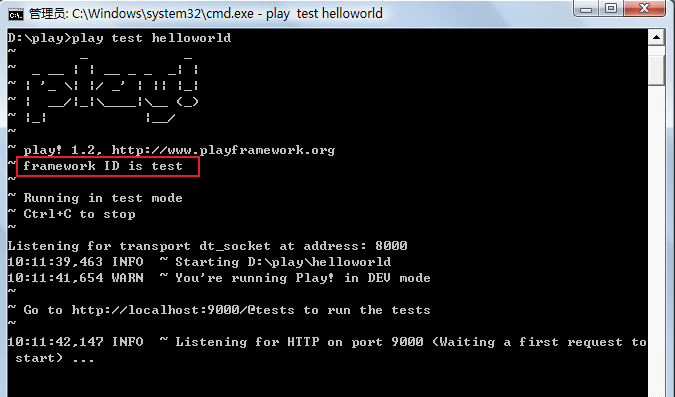 管理员: C:\Windows\system32\cmd.exe - play  test helloworld
D:\play>play test helloworld
~        _            _
~  _ __ | | __ _ _  _| |
~ | '_ \| |/ _' | || |_|
~ |  __/|_|\____|\__ (_)
~ |_|            |__/
~
~ play! 1.2, http://www.playframework.org
~ framework ID is test
~
~ Running in test mode
~ Ctrl+C to stop
~
Listening for transport dt_socket at address: 8000
10:11:39,463 INFO  ~ Starting D:\play\helloworld
10:11:41,654 WARN  ~ You're running Play! in DEV mode
~
~ Go to http://localhost:9000/@tests to run the tests
~
10:11:42,147 INFO  ~ Listening for HTTP on port 9000 (Waiting a first request to
 start) ...